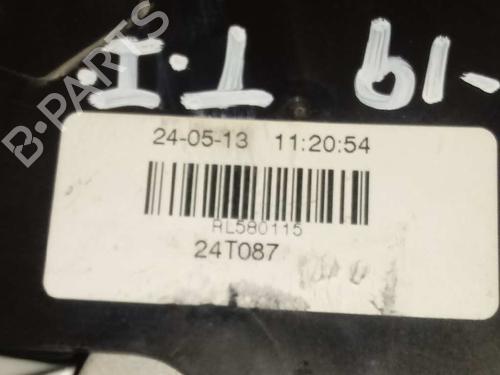 B-PARTS
.I.1 61-
24-05-13 11:20:54
RL580115
24T087